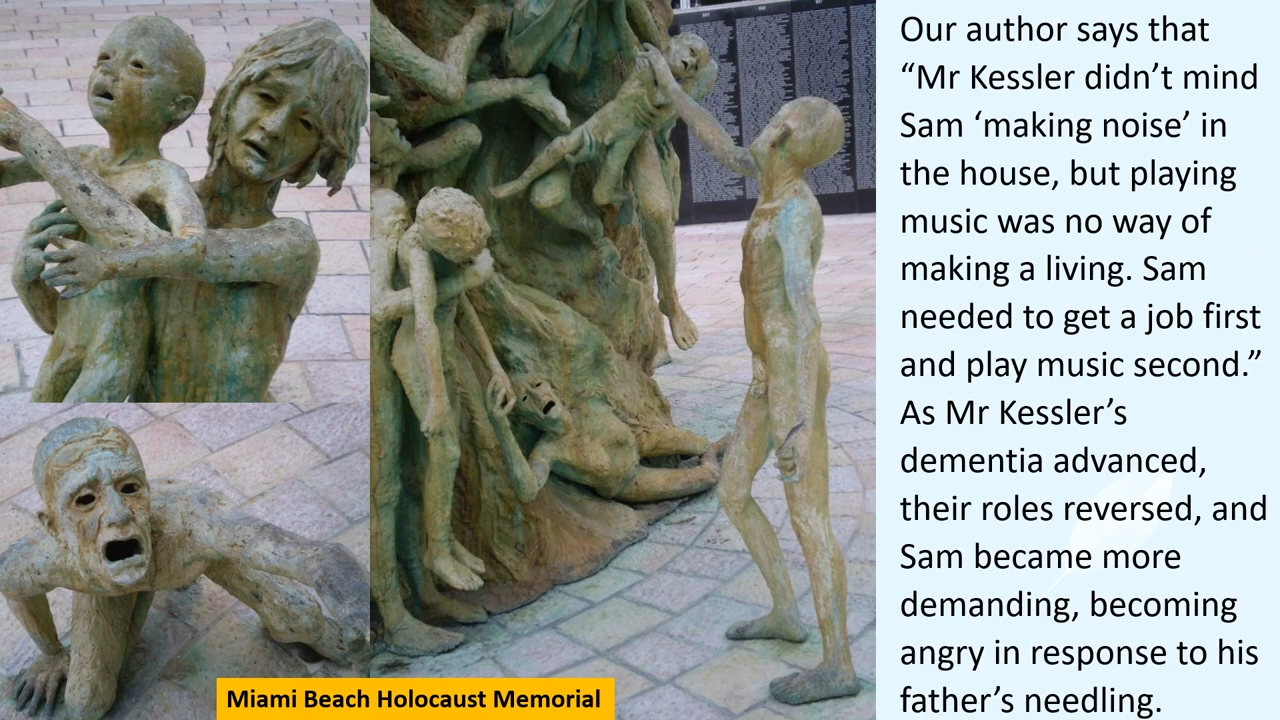 Our author says that
“Mr Kessler didn’t mind
Sam ‘making noise’ in
the house, but playing
music was no way of
making a living. Sam
needed to get a job first
and play music second.”
As Mr Kessler’s
dementia advanced,
their roles reversed, and
Sam became more
demanding, becoming
angry in response to his
father’s needling.
Miami Beach Holocaust Memorial